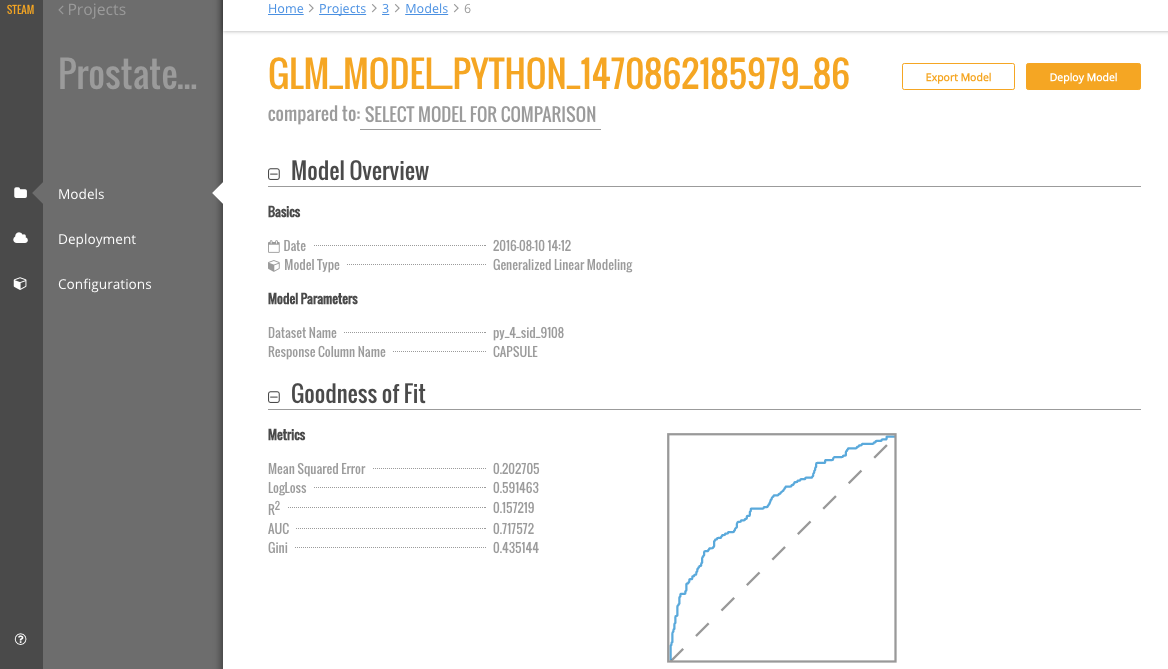 STEAM
< Projects
Prostate...
Models
Deployment
Configurations
Home > Projects > 3 > Models > 6
GLM_MODEL_PYTHON_1470862185979_86
Export Model
Deploy Model
compared to: SELECT MODEL FOR COMPARISON
Model Overview
Basics
Date 2016-08-10 14:12
Model Type Generalized Linear Modeling
Model Parameters
Dataset Name py_4_sid_9108
Response Column Name CAPSULE
Goodness of Fit
Metrics
Mean Squared Error 0.202705
LogLoss 0.591463
R² 0.157219
AUC 0.717572
Gini 0.435144